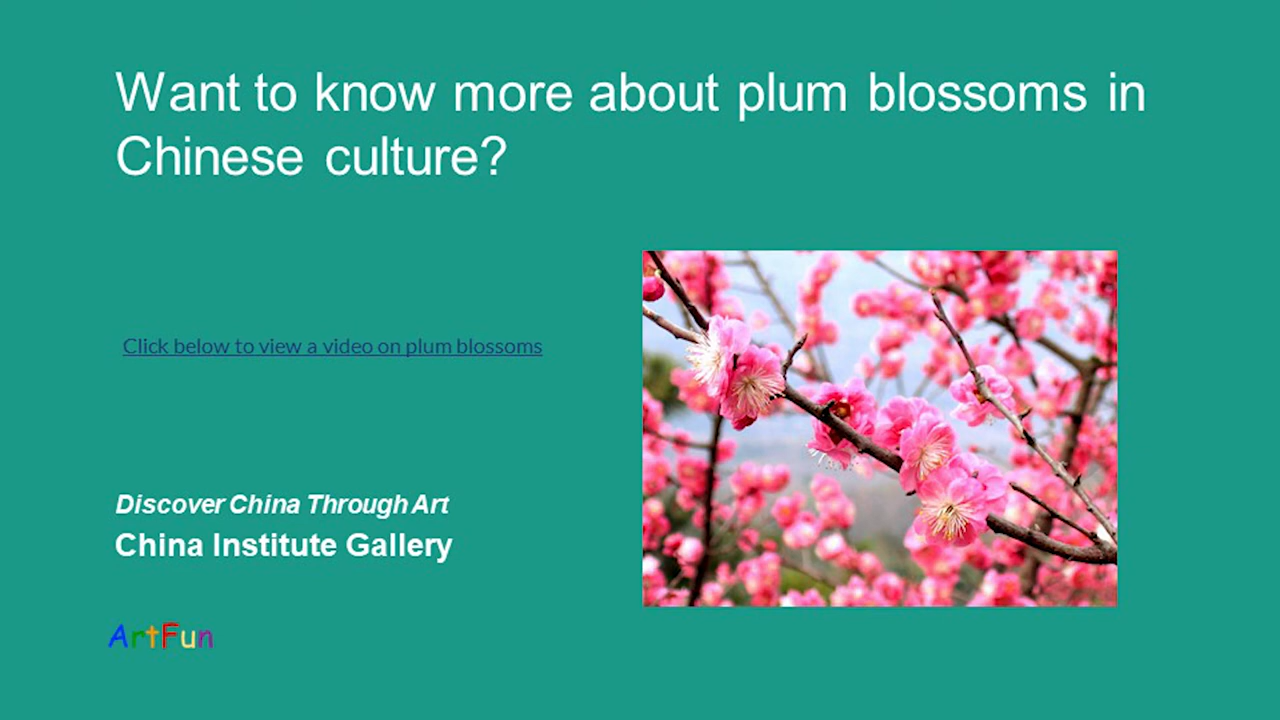 Want to know more about plum blossoms in
Chinese culture?
Click below to view a video on plum blossoms
Discover China Through Art
China Institute Gallery
ArtFun